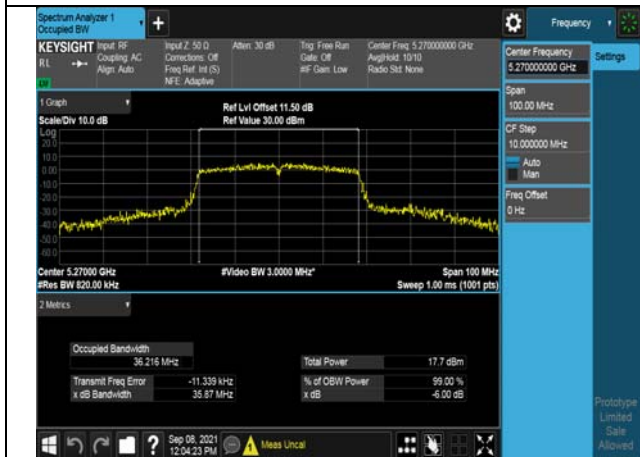 Spectrum Analyzer 1
Occupied BW
+
Frequency
KEYSIGHT Input: RF
R L
Coupling: AC
Align: Auto
Input Z: 50 Ω
Corrections: Off
Freq Ref: Int (S)
NFE: Adaptive
Atten: 30 dB
Trig: Free Run
Gate: Off
#IF Gain: Low
Center Freq: 5.270000000 GHz
Avg|Hold: 10/10
Radio Std: None
Center Frequency
5.270000000 GHz
Settings
Span
100.00 MHz
CF Step
10.000000 MHz
Auto
Man
Freq Offset
0 Hz
1 Graph
Scale/Div 10.0 dB
Ref Lvl Offset 11.50 dB
Ref Value 30.00 dBm
Log
20.0
10.0
0.00
-10.0
-20.0
-30.0
-40.0
-50.0
-60.0
Center 5.27000 GHz
#Res BW 820.00 kHz
#Video BW 3.0000 MHz*
Span 100 MHz
Sweep 1.00 ms (1001 pts)
2 Metrics
Occupied Bandwidth
36.216 MHz
Total Power 17.7 dBm
Transmit Freq Error -11.339 kHz
% of OBW Power 99.00 %
x dB Bandwidth 35.87 MHz
x dB -6.00 dB
Prototype
Limited
Sale
Allowed
?
Sep 08, 2021
12:04:23 PM
Meas Uncal